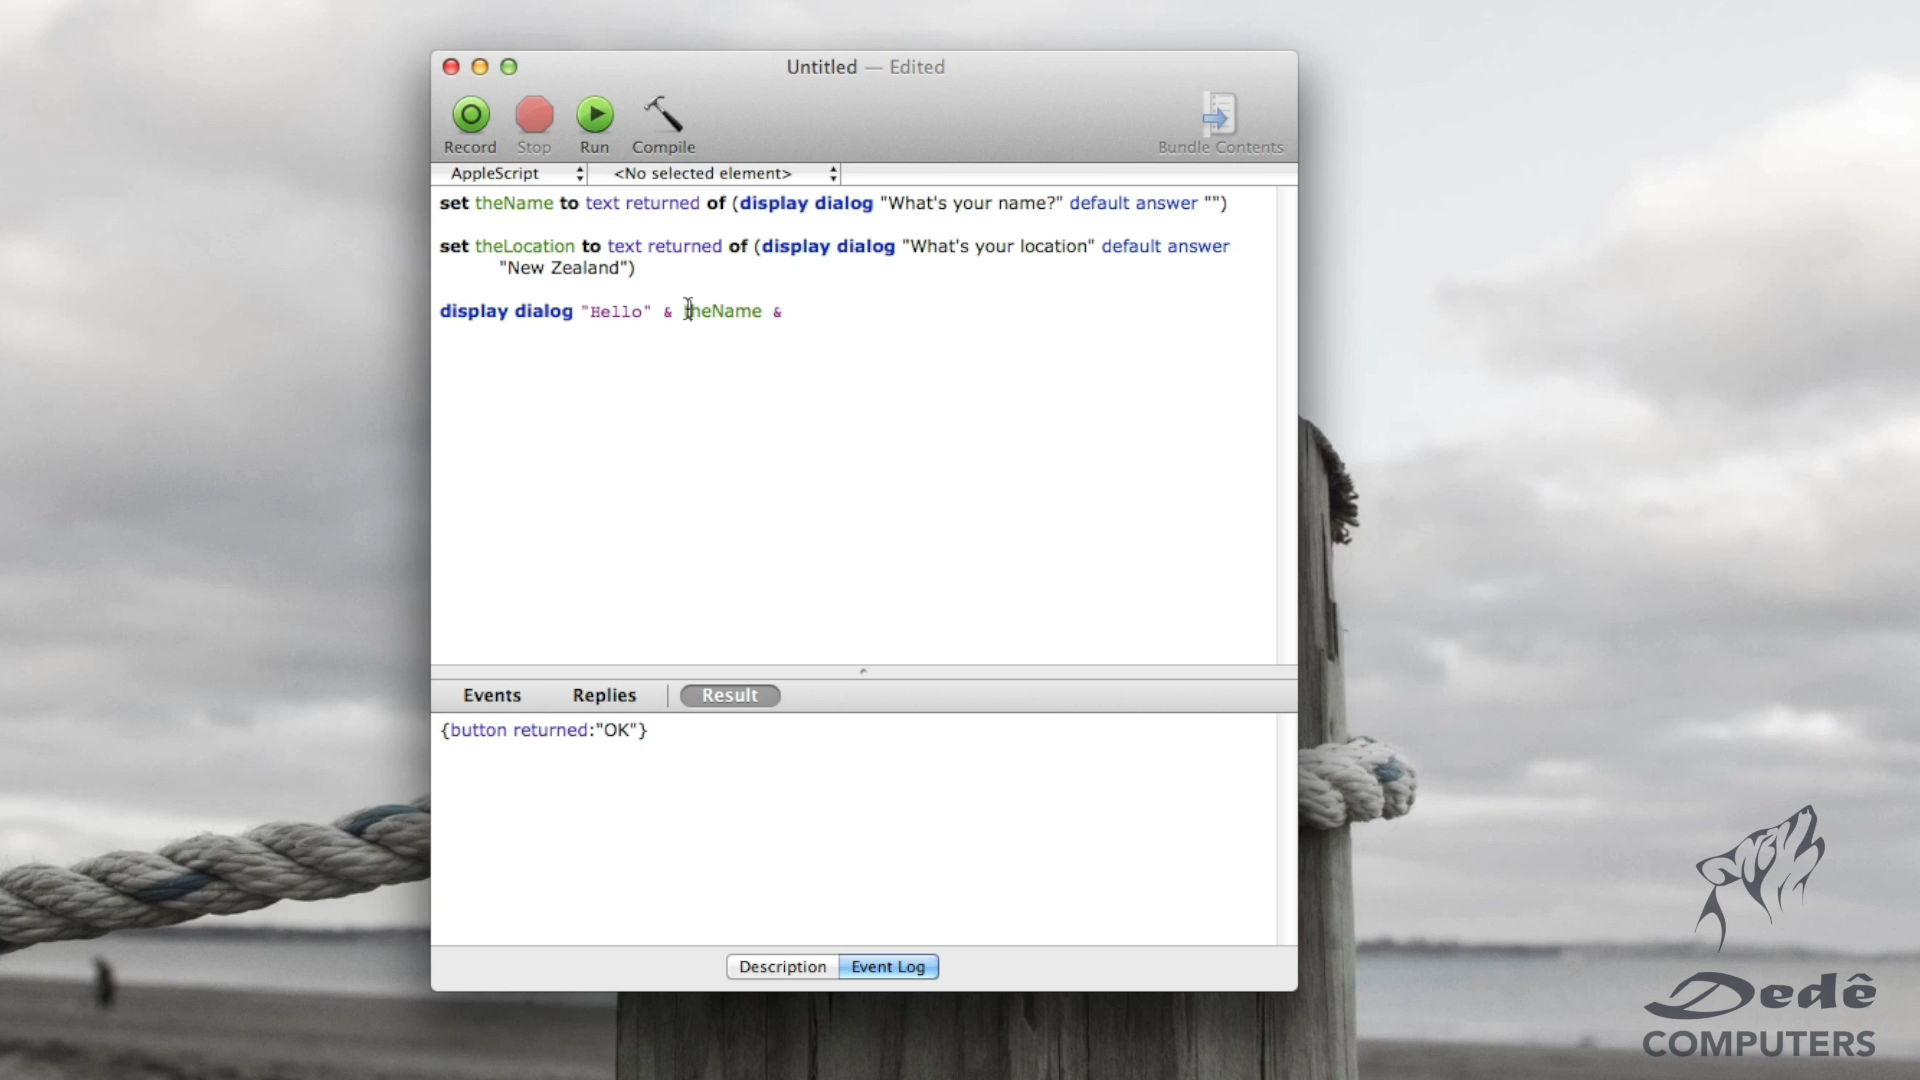 Untitled — Edited
Record Stop Run Compile Bundle Contents
AppleScript <No selected element>
set theName to text returned of (display dialog "What's your name?" default answer "")
set theLocation to text returned of (display dialog "What's your location" default answer
"New Zealand")
display dialog "Hello" & theName &
Events Replies Result
{button returned:"OK"}
Description Event Log
Dedê
COMPUTERS